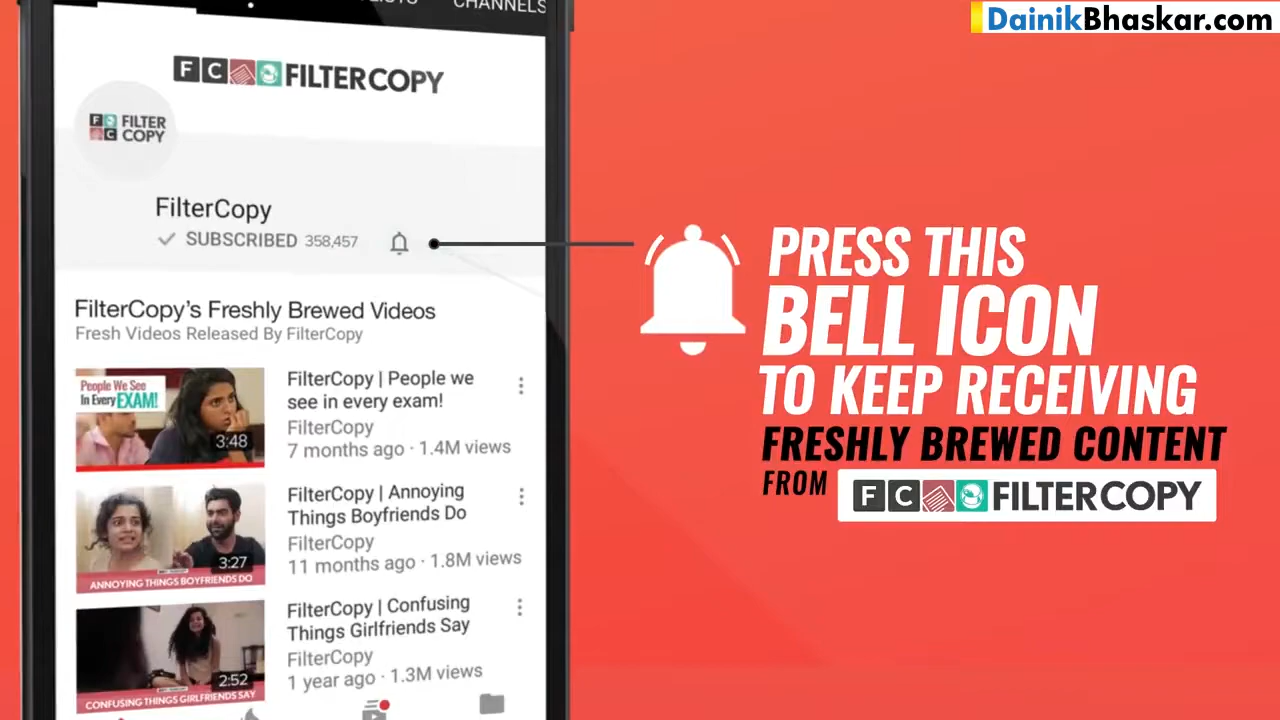 CHANNELS
DainikBhaskar.com
FC FILTERCOPY
F FILTER
C COPY
FilterCopy
SUBSCRIBED 358,457
FilterCopy's Freshly Brewed Videos
Fresh Videos Released By FilterCopy
People We See
In Every EXAM!
3:48
FilterCopy | People we
see in every exam!
FilterCopy
7 months ago · 1.4M views
3:27
ANNOYING THINGS BOYFRIENDS DO
FilterCopy | Annoying
Things Boyfriends Do
FilterCopy
11 months ago · 1.8M views
2:52
CONFUSING THINGS GIRLFRIENDS SAY
FilterCopy | Confusing
Things Girlfriends Say
FilterCopy
1 year ago · 1.3M views
PRESS THIS
BELL ICON
TO KEEP RECEIVING
FRESHLY BREWED CONTENT
FROM FC FILTERCOPY